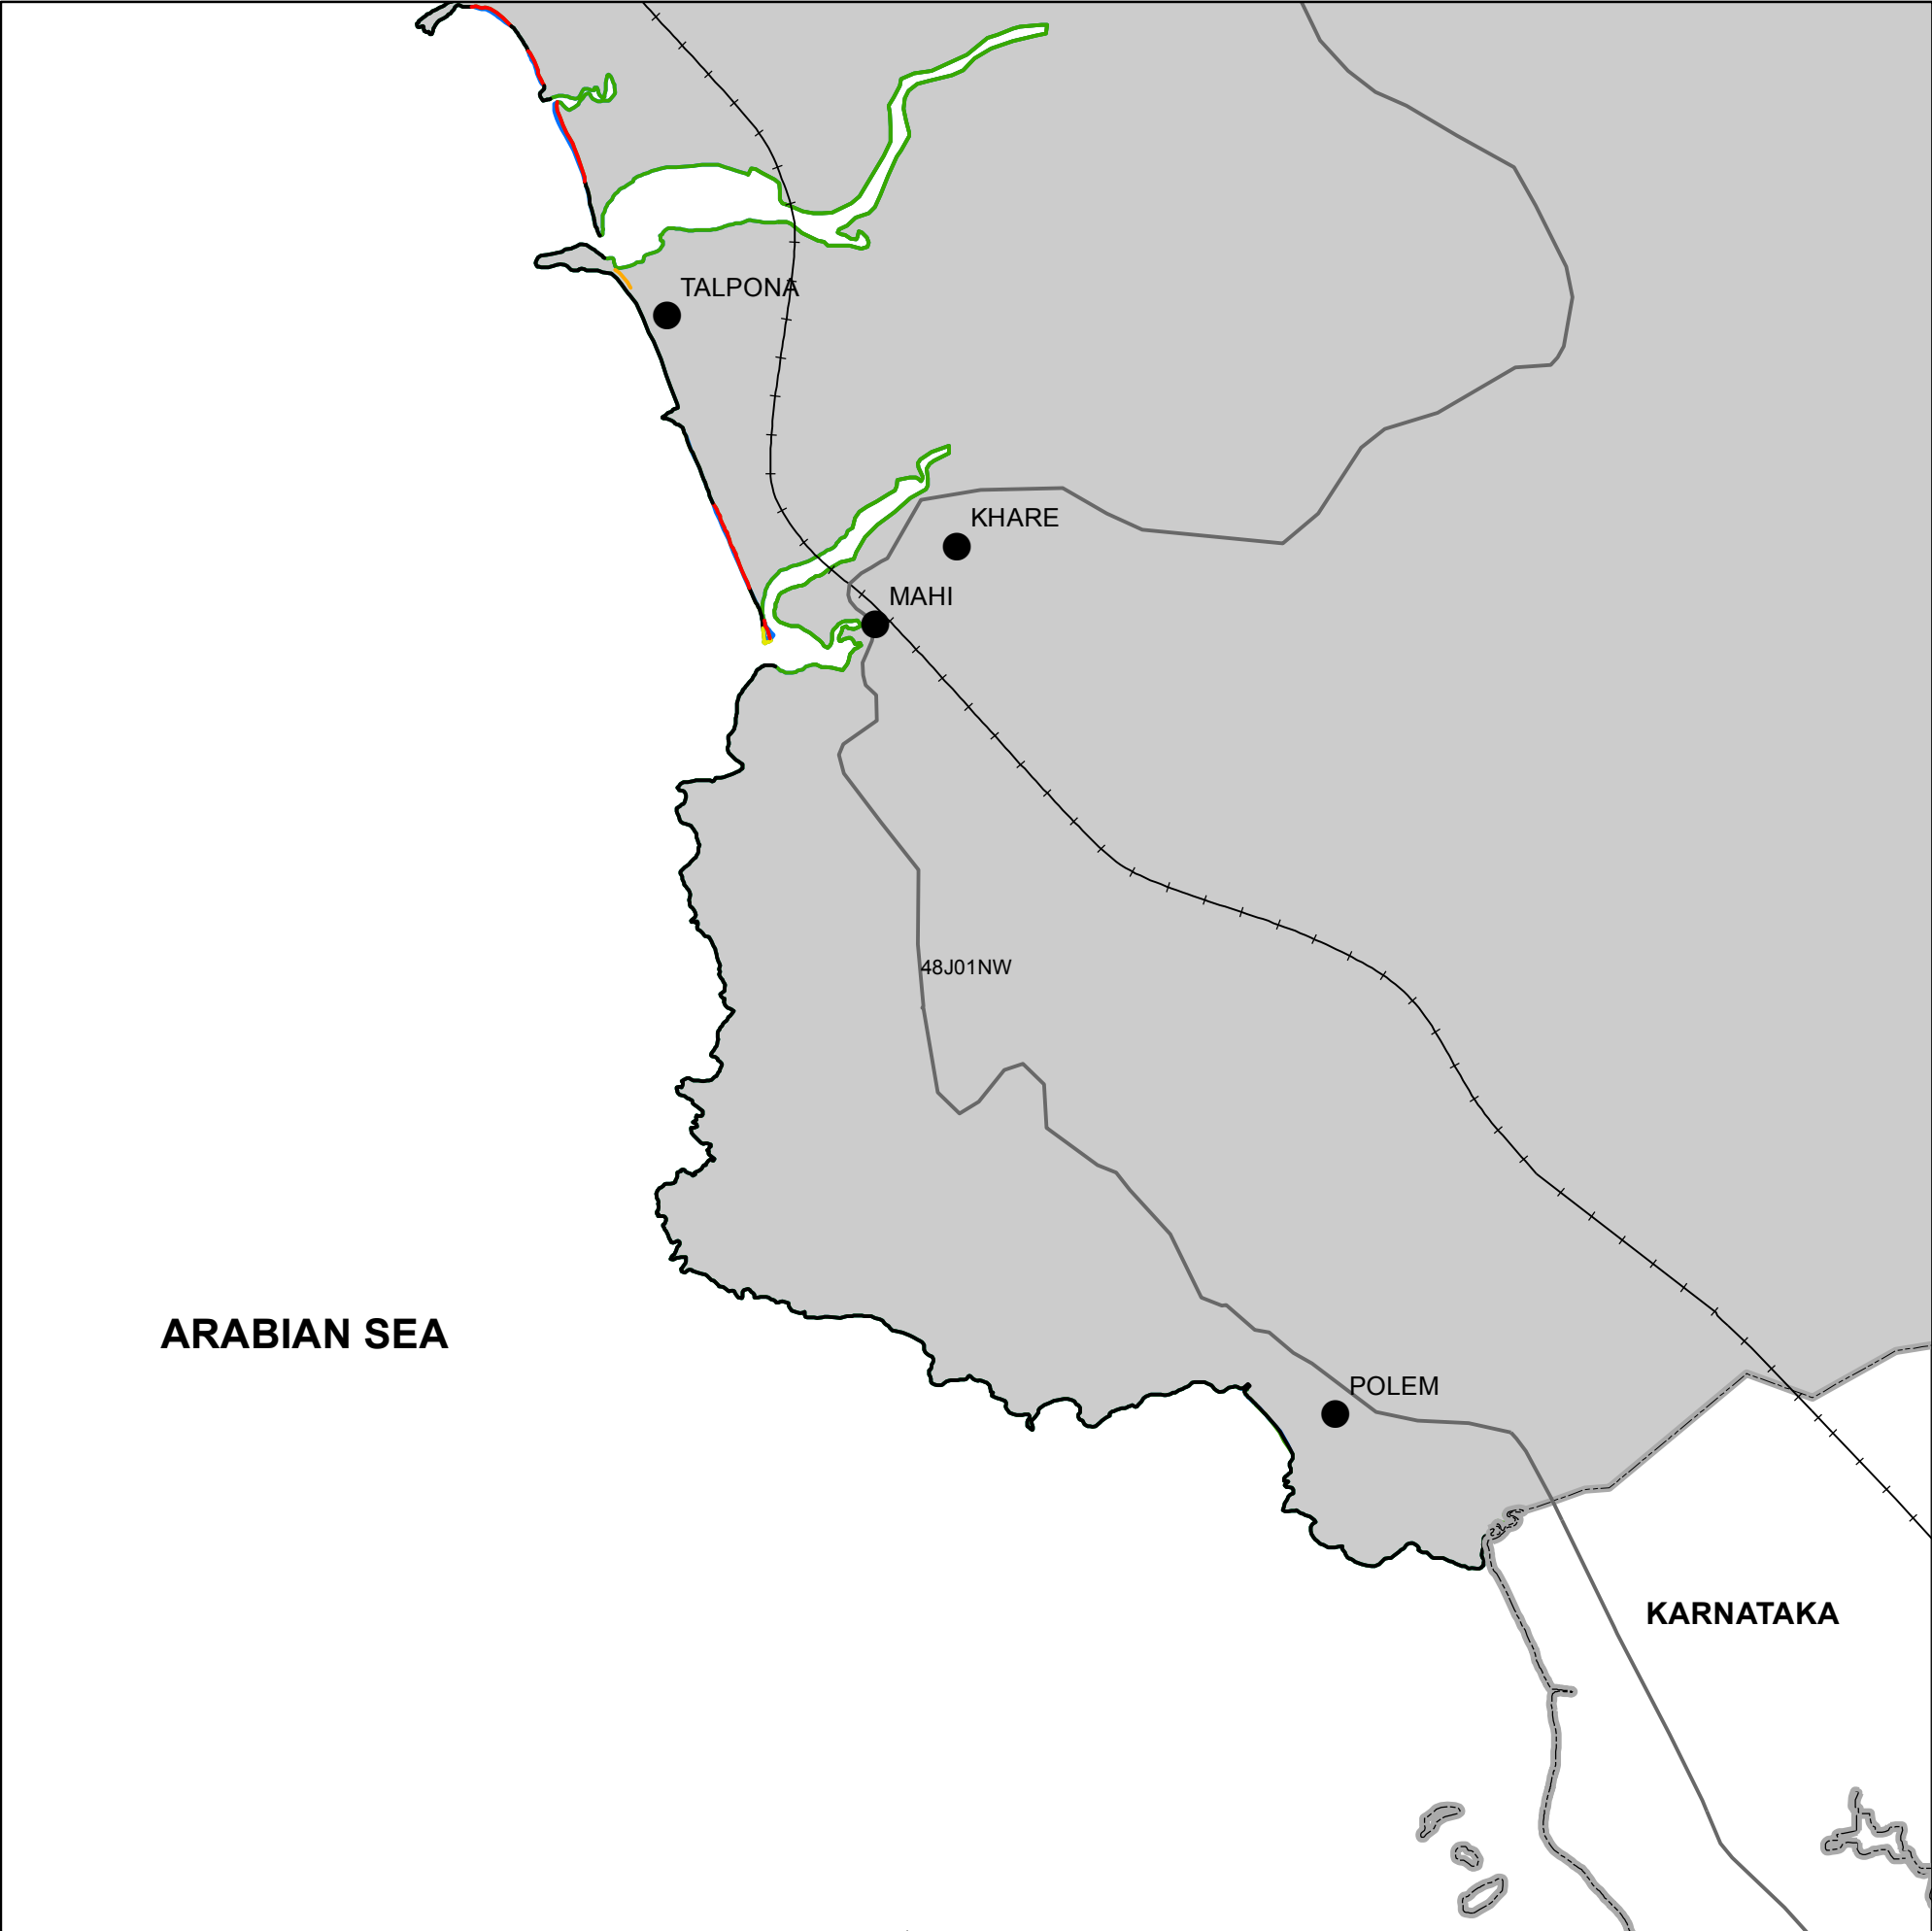 TALPONA
KHARE
MAHI
48J01NW
ARABIAN SEA
POLEM
KARNATAKA